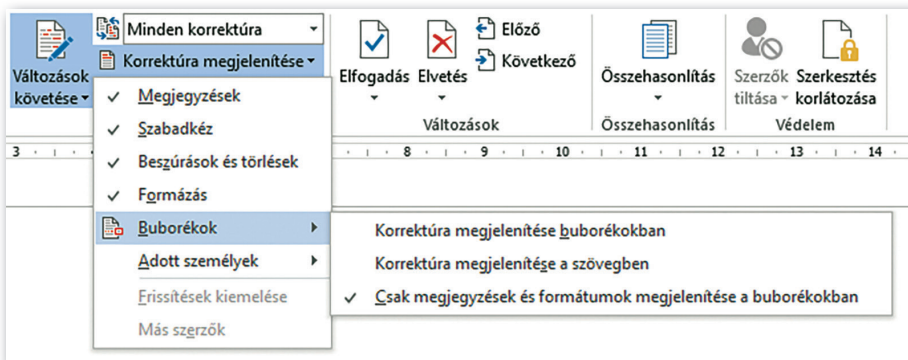 Minden korrektúra
Korrektúra megjelenítése
Változások
követése
Elfogadás
Elvetés
Előző
Következő
Változások
Összehasonlítás
Összehasonlítás
Szerzők
tiltása
Szerkesztés
korlátozása
Védelem
3 8 9 10 11 12 13 14
Megjegyzések
Szabadkéz
Beszúrások és törlések
Formázás
Buborékok
Adott személyek
Frissítések kiemelése
Más szerzők
Korrektúra megjelenítése buborékokban
Korrektúra megjelenítése a szövegben
Csak megjegyzések és formátumok megjelenítése a buborékokban